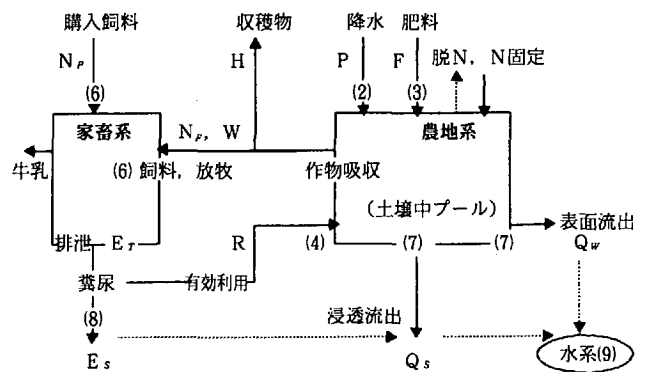 購入飼料 収穫物 降水 肥料
N_P H P F 脱N, N固定
(6) (2) (3)
家畜系 農地系
N_F, W
牛乳 (6) 飼料, 放牧 作物吸収
(土壌中プール)
排泄 E_T R (4) (7) (7) 表面流出
Q_W
糞尿 有効利用
(8) 浸透流出
E_S Q_S 水系(9)